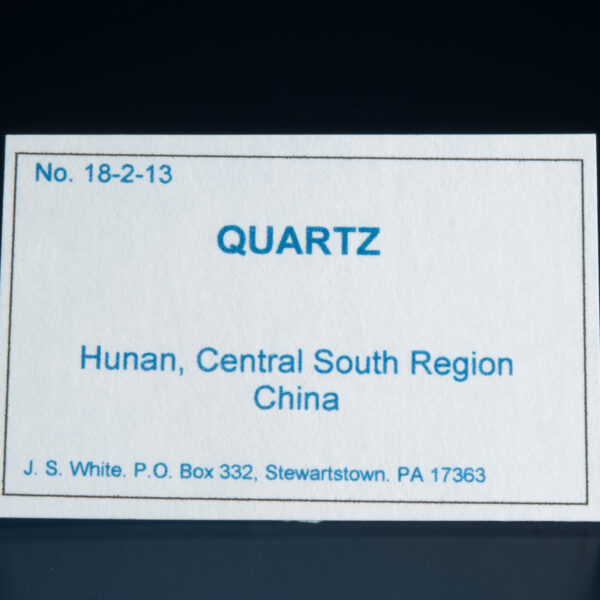 No. 18-2-13
QUARTZ
Hunan, Central South Region
China
J. S. White. P.O. Box 332, Stewartstown. PA 17363